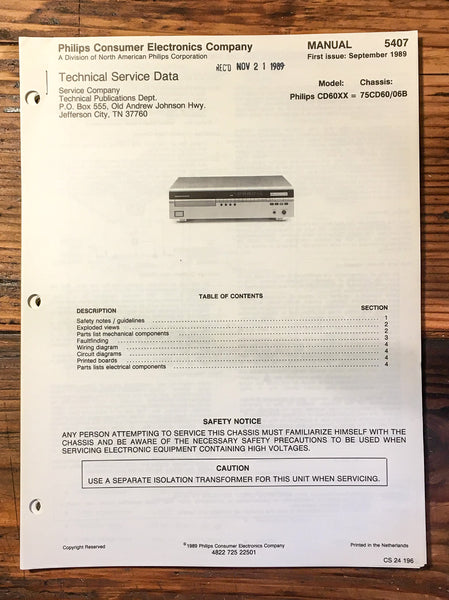 Philips Consumer Electronics Company
A Division of North American Philips Corporation
MANUAL 5407
First issue: September 1989
REC'D NOV 21 1989
Technical Service Data
Service Company
Technical Publications Dept.
P.O. Box 555, Old Andrew Johnson Hwy.
Jefferson City, TN 37760
Model: Chassis:
Philips CD60XX = 75CD60/06B
TABLE OF CONTENTS
DESCRIPTION SECTION
Safety notes / guidelines 1
Exploded views 2
Parts list mechanical components 2
Faultfinding 3
Wiring diagram 4
Circuit diagrams 4
Printed boards 4
Parts lists electrical components 4
SAFETY NOTICE
ANY PERSON ATTEMPTING TO SERVICE THIS CHASSIS MUST FAMILIARIZE HIMSELF WITH THE
CHASSIS AND BE AWARE OF THE NECESSARY SAFETY PRECAUTIONS TO BE USED WHEN
SERVICING ELECTRONIC EQUIPMENT CONTAINING HIGH VOLTAGES.
CAUTION
USE A SEPARATE ISOLATION TRANSFORMER FOR THIS UNIT WHEN SERVICING.
Copyright Reserved
©1989 Philips Consumer Electronics Company
4822 725 22501
Printed in the Netherlands
CS 24 196